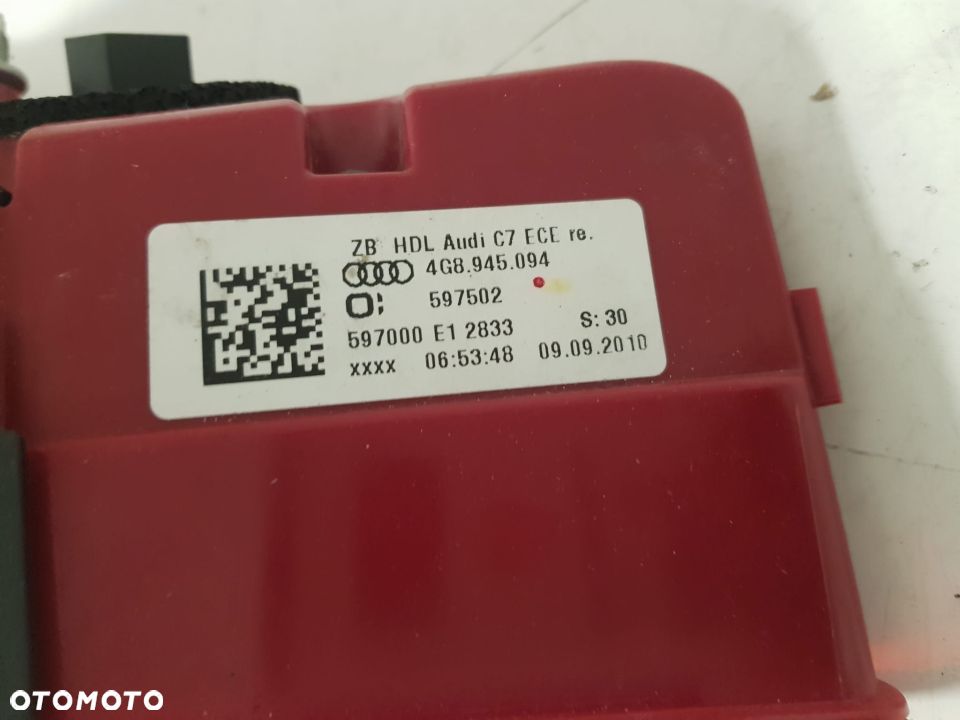 ZB HDL Audi C7 ECE re.
4G8.945.094
597502
597000 E1 2833 S: 30
xxxx 06:53:48 09.09.2010
OTOMOTO